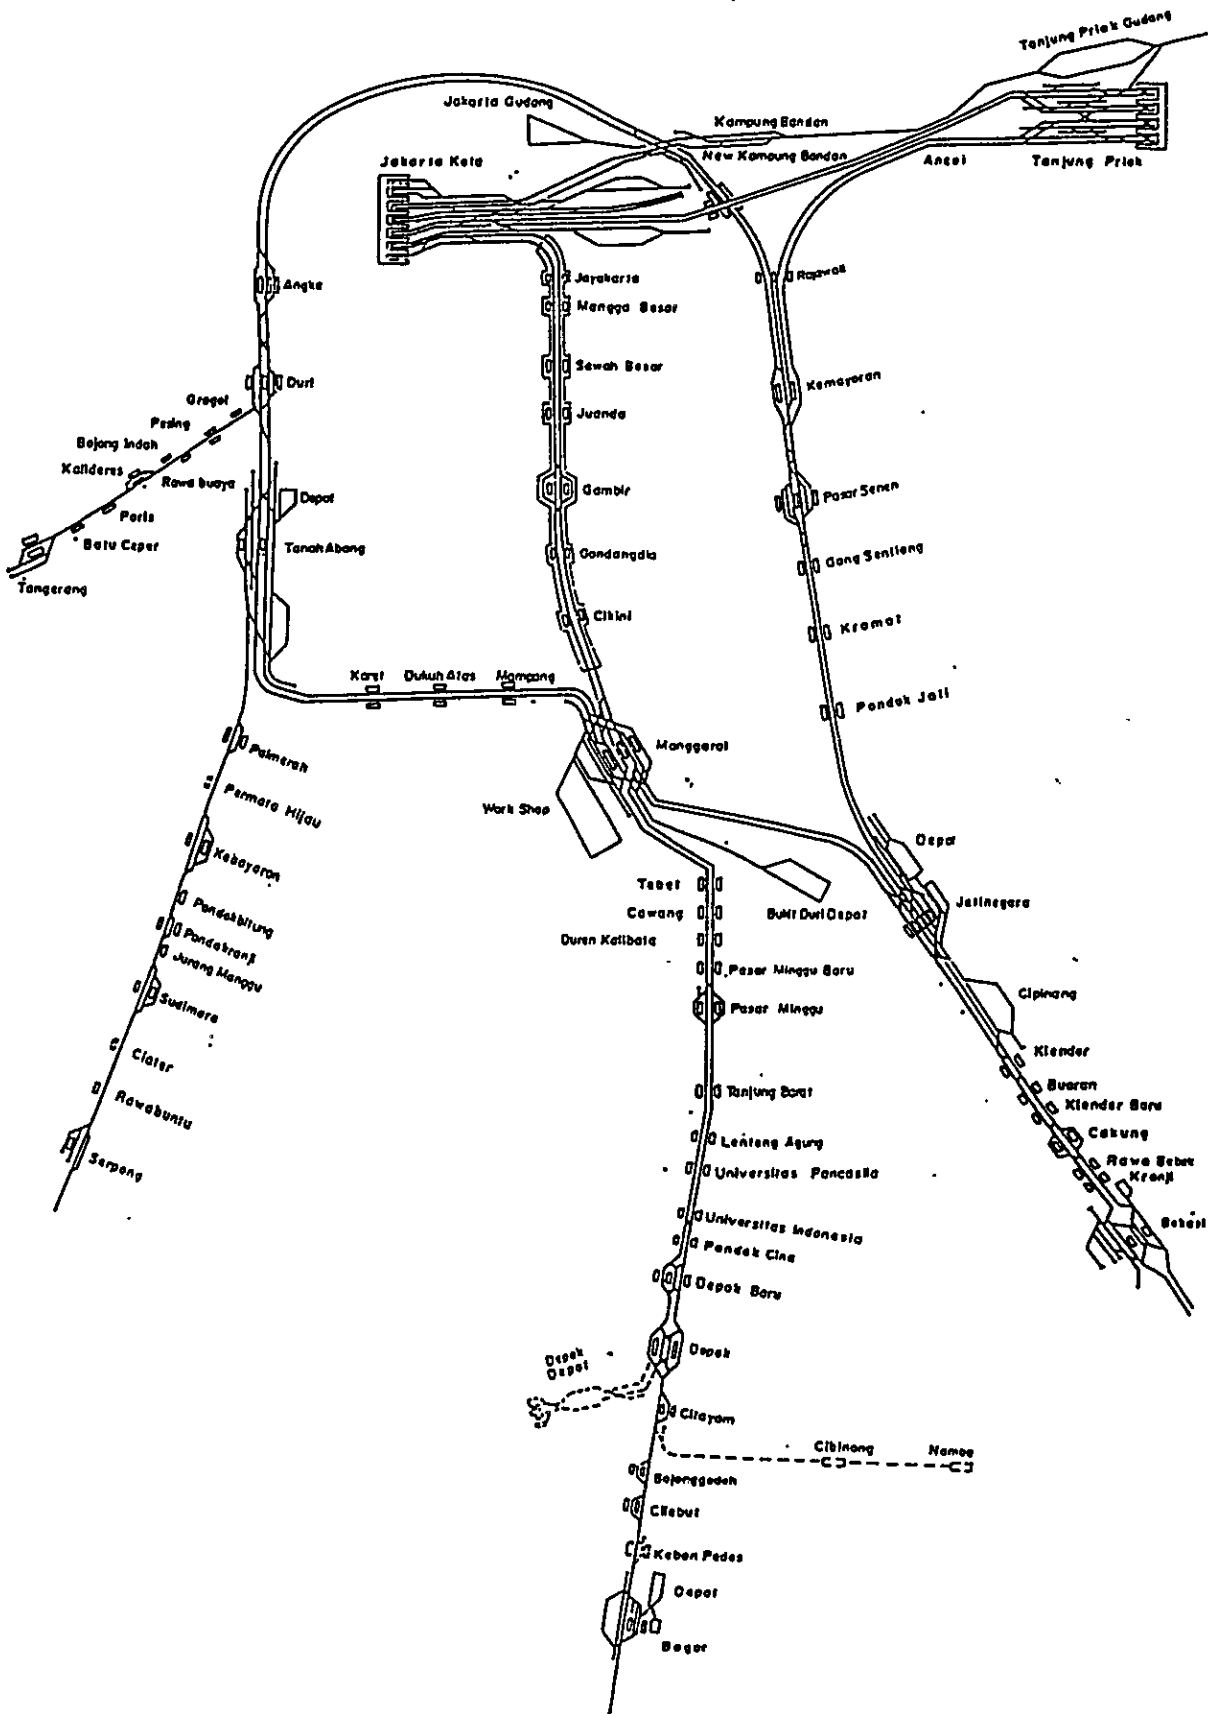 Tanjung Priok Gudang
Jakarta Gudang
Kampung Bandan
New Kampung Bandan
Ancol
Tanjung Priok
Jakarta Kota
Angke
Jayakarta
Rajawali
Mangga Besar
Sawah Besar
Kemayoran
Duri
Grogol
Juanda
Pesing
Bojong Indah
Kalideres
Rawa buaya
Depot
Gambir
Pasar Senen
Poris
Batu Ceper
Tanah Abang
Gondangdia
Gang Sentiong
Tangerang
Cikini
Kramat
Karet
Dukuh Atas
Mampang
Pondok Jati
Manggarai
Palmerah
Permata Hijau
Work Shop
Depot
Kebayoran
Tebet
Bukit Duri Depot
Jatinegara
Cawang
Pondokbitung
Duren Kalibata
Pondokranji
Jurang Manggu
Pasar Minggu Baru
Sudimara
Pasar Minggu
Cipinang
Klender
Ciater
Buaran
Rawabuntu
Tanjung Barat
Klender Baru
Cakung
Lenteng Agung
Rawa Bebek
Kranji
Serpong
Universitas Pancasila
Universitas Indonesia
Bekasi
Pondok Cina
Depok Baru
Depok
Depok
Depot
Citayam
Cibinong
Nambo
Bojonggedeh
Cilebut
Kebon Pedes
Depot
Bogor